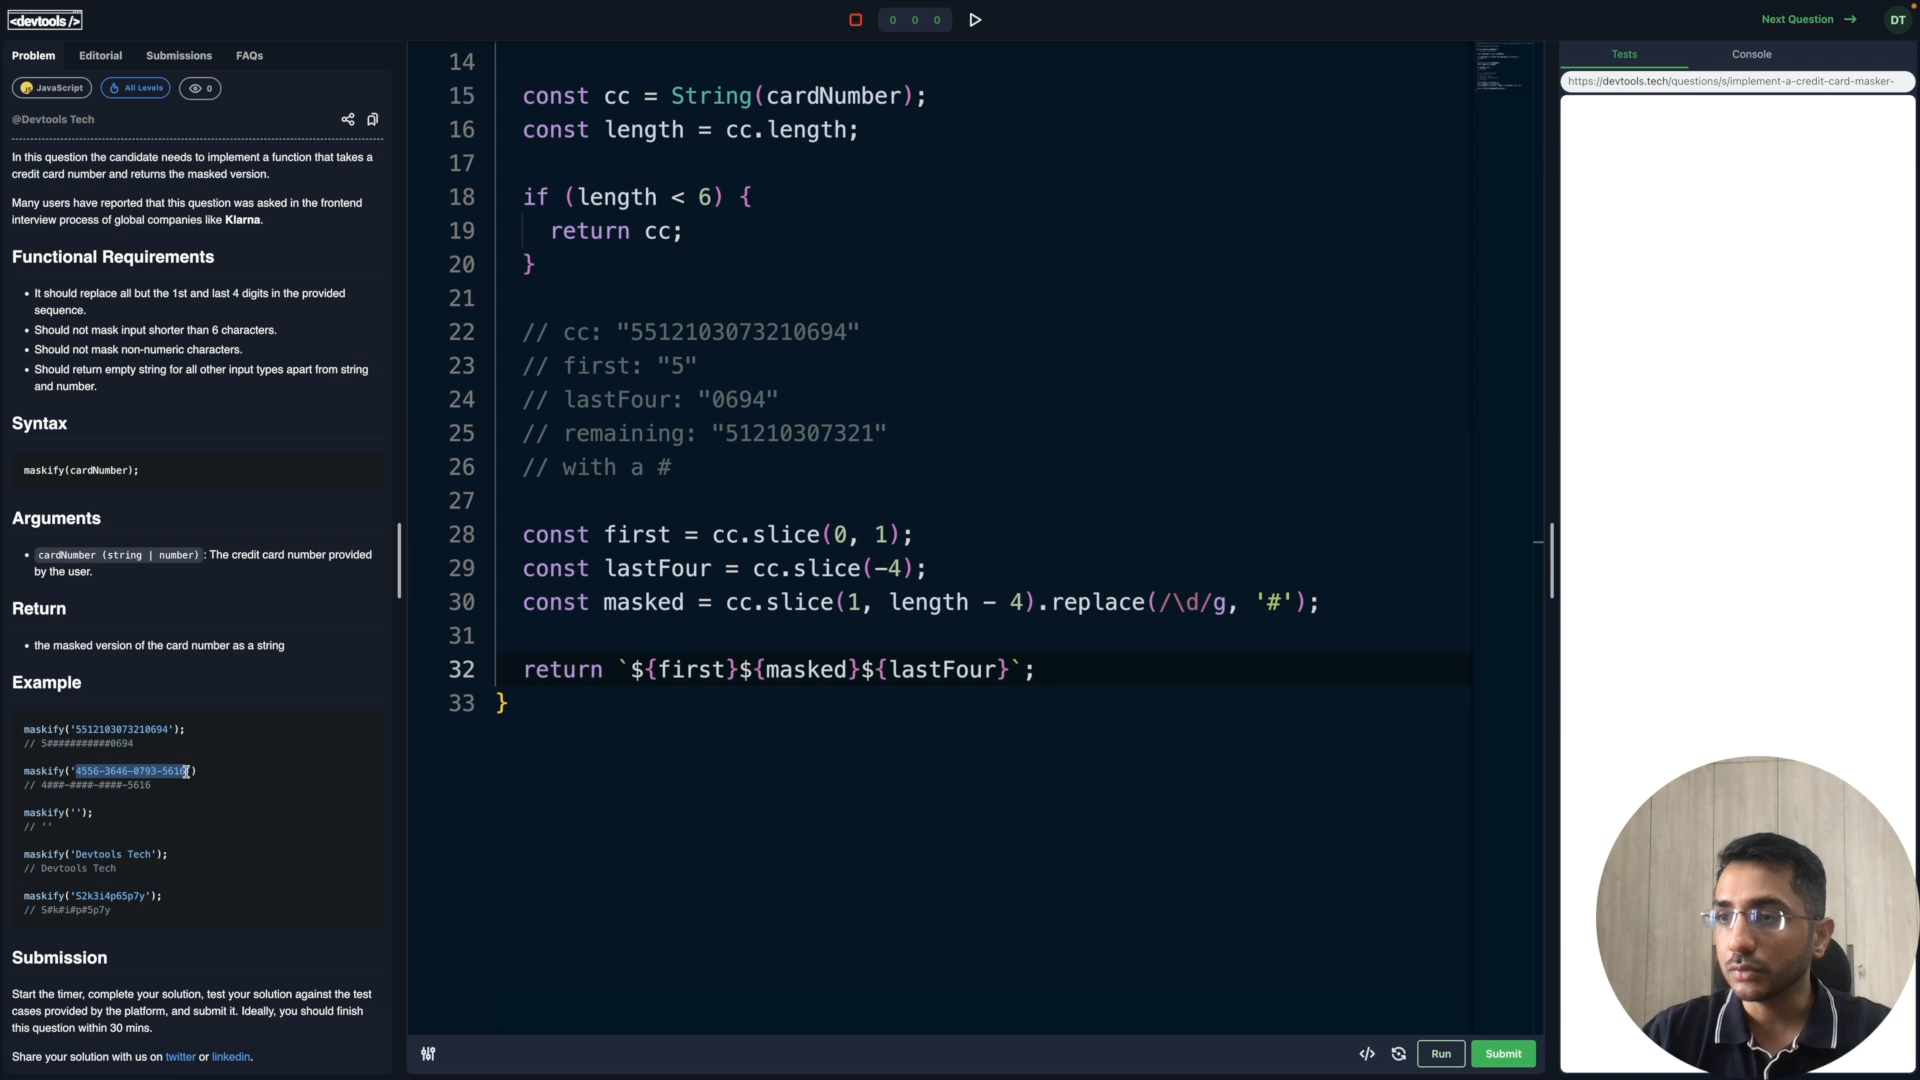 <devtools />
0 0 0
Next Question →
DT
Problem Editorial Submissions FAQs
JavaScript All Levels 0
@Devtools Tech
In this question the candidate needs to implement a function that takes a
credit card number and returns the masked version.
Many users have reported that this question was asked in the frontend
interview process of global companies like Klarna.
Functional Requirements
• It should replace all but the 1st and last 4 digits in the provided
sequence.
• Should not mask input shorter than 6 characters.
• Should not mask non-numeric characters.
• Should return empty string for all other input types apart from string
and number.
Syntax
maskify(cardNumber);
Arguments
• cardNumber (string | number) : The credit card number provided
by the user.
Return
• the masked version of the card number as a string
Example
maskify('5512103073210694');
// 5###########0694
maskify('4556-3646-0793-5616')
// 4###-####-####-5616
maskify('');
// ''
maskify('Devtools Tech');
// Devtools Tech
maskify('S2k3i4p65p7y');
// S#k#i#p#5p7y
Submission
Start the timer, complete your solution, test your solution against the test
cases provided by the platform, and submit it. Ideally, you should finish
this question within 30 mins.
Share your solution with us on twitter or linkedin.
14
15 const cc = String(cardNumber);
16 const length = cc.length;
17
18 if (length < 6) {
19 return cc;
20 }
21
22 // cc: "5512103073210694"
23 // first: "5"
24 // lastFour: "0694"
25 // remaining: "51210307321"
26 // with a #
27
28 const first = cc.slice(0, 1);
29 const lastFour = cc.slice(-4);
30 const masked = cc.slice(1, length - 4).replace(/\d/g, '#');
31
32 return `${first}${masked}${lastFour}`;
33 }
</> Run Submit
Tests Console
https://devtools.tech/questions/s/implement-a-credit-card-masker-